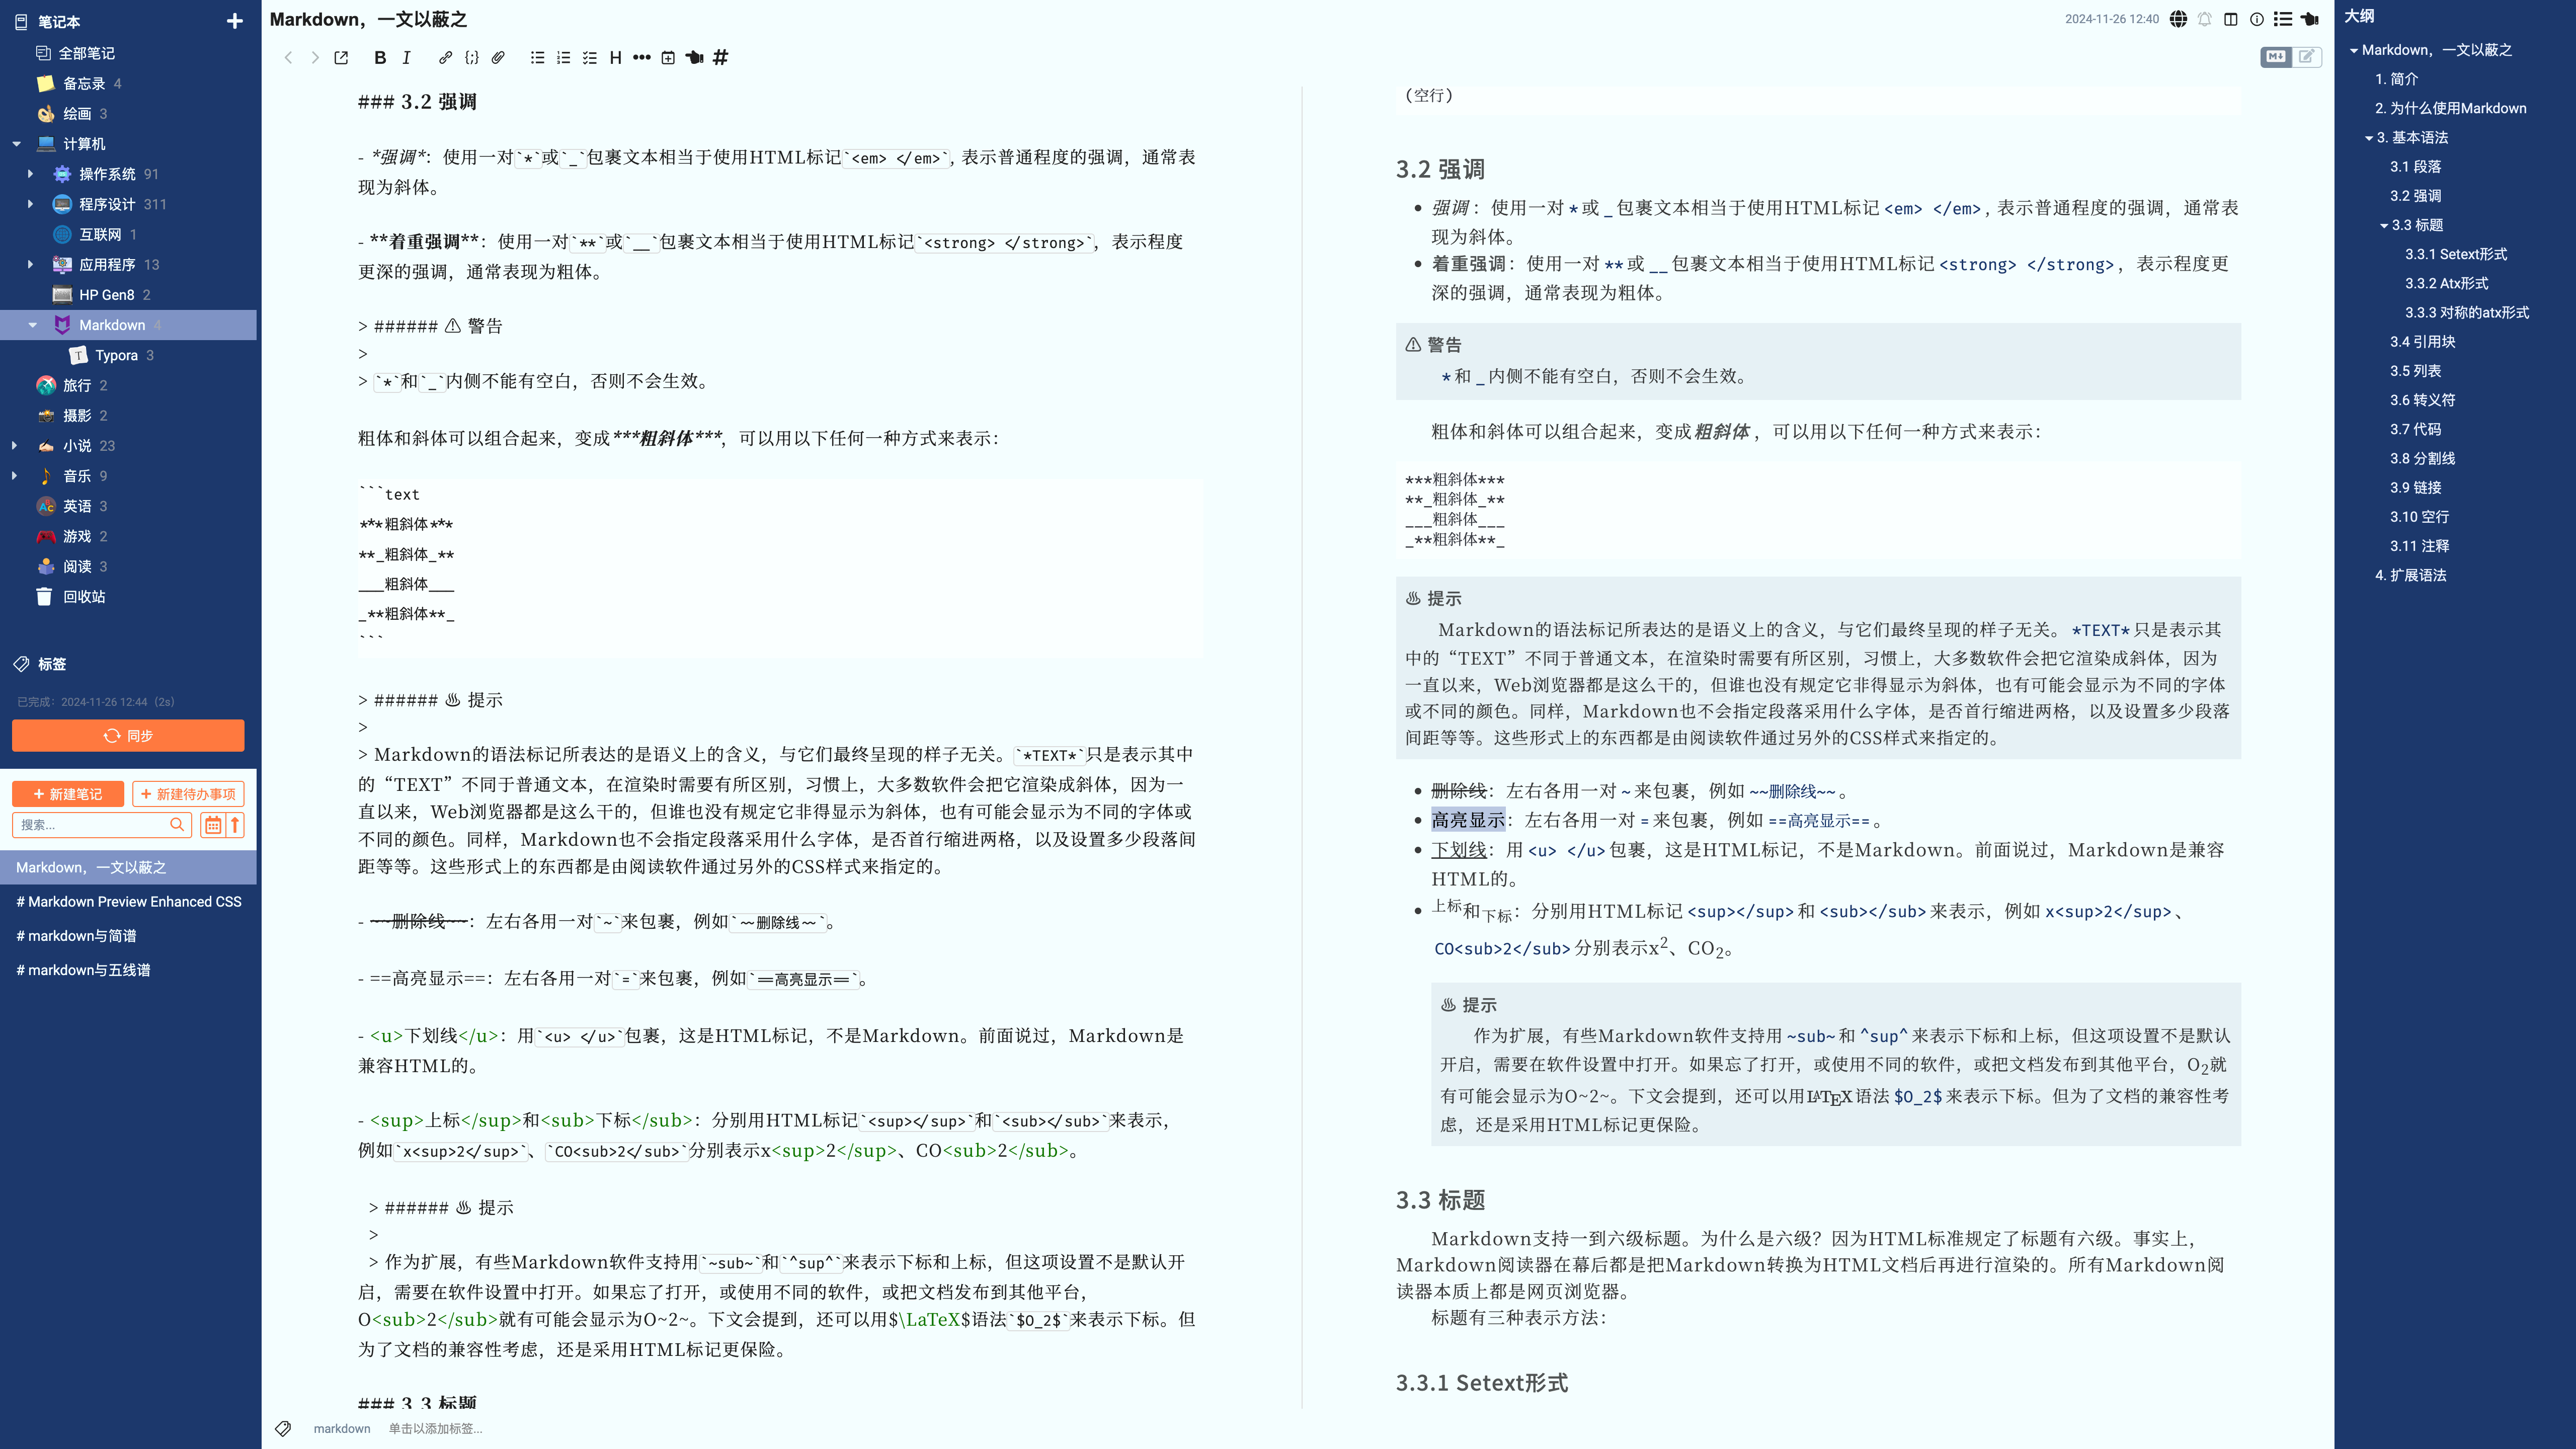 笔记本
全部笔记
备忘录 4
绘画 3
计算机
操作系统 91
程序设计 311
互联网 1
应用程序 13
HP Gen8 2
Markdown 4
Typora 3
旅行 2
摄影 2
小说 23
音乐 9
英语 3
游戏 2
阅读 3
回收站
标签
已完成：2024-11-26 12:44（2s）
同步
+ 新建笔记
+ 新建待办事项
搜索...
Markdown，一文以蔽之
# Markdown Preview Enhanced CSS
# markdown与简谱
# markdown与五线谱
Markdown，一文以蔽之
2024-11-26 12:40
### 3.2 强调
- *强调*：使用一对`*`或`_`包裹文本相当于使用HTML标记`<em> </em>`, 表示普通程度的强调，通常表
现为斜体。
- **着重强调**：使用一对`**`或`__`包裹文本相当于使用HTML标记`<strong> </strong>`，表示程度
更深的强调，通常表现为粗体。
> ###### ⚠ 警告
>
> `*`和`_`内侧不能有空白，否则不会生效。
粗体和斜体可以组合起来，变成***粗斜体***，可以用以下任何一种方式来表示：
```text
***粗斜体***
**_粗斜体_**
___粗斜体___
_**粗斜体**_
```
> ###### ♨ 提示
>
> Markdown的语法标记所表达的是语义上的含义，与它们最终呈现的样子无关。`*TEXT*`只是表示其中
的“TEXT”不同于普通文本，在渲染时需要有所区别，习惯上，大多数软件会把它渲染成斜体，因为一
直以来，Web浏览器都是这么干的，但谁也没有规定它非得显示为斜体，也有可能会显示为不同的字体或
不同的颜色。同样，Markdown也不会指定段落采用什么字体，是否首行缩进两格，以及设置多少段落间
距等等。这些形式上的东西都是由阅读软件通过另外的CSS样式来指定的。
- ~~删除线~~：左右各用一对`~`来包裹，例如`~~删除线~~`。
- ==高亮显示==：左右各用一对`=`来包裹，例如`==高亮显示==`。
- <u>下划线</u>：用`<u> </u>`包裹，这是HTML标记，不是Markdown。前面说过，Markdown是
兼容HTML的。
- <sup>上标</sup>和<sub>下标</sub>：分别用HTML标记`<sup></sup>`和`<sub></sub>`来表示，
例如`x<sup>2</sup>`、`CO<sub>2</sub>`分别表示x<sup>2</sup>、CO<sub>2</sub>。
> ###### ♨ 提示
>
> 作为扩展，有些Markdown软件支持用`~sub~`和`^sup^`来表示下标和上标，但这项设置不是默认开
启，需要在软件设置中打开。如果忘了打开，或使用不同的软件，或把文档发布到其他平台，
O<sub>2</sub>就有可能会显示为O~2~。下文会提到，还可以用$\LaTeX$语法`$O_2$`来表示下标。但
为了文档的兼容性考虑，还是采用HTML标记更保险。
### 3.3 标题
markdown 单击以添加标签...
（空行）
3.2 强调
强调：使用一对 * 或 _ 包裹文本相当于使用HTML标记 <em> </em> , 表示普通程度的强调，通常表
现为斜体。
着重强调：使用一对 ** 或 __ 包裹文本相当于使用HTML标记 <strong> </strong> ，表示程度更
深的强调，通常表现为粗体。
⚠ 警告
* 和 _ 内侧不能有空白，否则不会生效。
粗体和斜体可以组合起来，变成粗斜体，可以用以下任何一种方式来表示：
***粗斜体***
**_粗斜体_**
___粗斜体___
_**粗斜体**_
♨ 提示
Markdown的语法标记所表达的是语义上的含义，与它们最终呈现的样子无关。 *TEXT* 只是表示其
中的“TEXT”不同于普通文本，在渲染时需要有所区别，习惯上，大多数软件会把它渲染成斜体，因为
一直以来，Web浏览器都是这么干的，但谁也没有规定它非得显示为斜体，也有可能会显示为不同的字体
或不同的颜色。同样，Markdown也不会指定段落采用什么字体，是否首行缩进两格，以及设置多少段落
间距等等。这些形式上的东西都是由阅读软件通过另外的CSS样式来指定的。
删除线：左右各用一对 ~ 来包裹，例如 ~~删除线~~ 。
高亮显示：左右各用一对 = 来包裹，例如 ==高亮显示== 。
下划线：用 <u> </u> 包裹，这是HTML标记，不是Markdown。前面说过，Markdown是兼容
HTML的。
上标和下标：分别用HTML标记 <sup></sup> 和 <sub></sub> 来表示，例如 x<sup>2</sup> 、
CO<sub>2</sub> 分别表示x²、CO₂。
♨ 提示
作为扩展，有些Markdown软件支持用 ~sub~ 和 ^sup^ 来表示下标和上标，但这项设置不是默认
开启，需要在软件设置中打开。如果忘了打开，或使用不同的软件，或把文档发布到其他平台，O₂就
有可能会显示为O~2~。下文会提到，还可以用LATEX语法 $O_2$ 来表示下标。但为了文档的兼容性考
虑，还是采用HTML标记更保险。
3.3 标题
Markdown支持一到六级标题。为什么是六级？因为HTML标准规定了标题有六级。事实上，
Markdown阅读器在幕后都是把Markdown转换为HTML文档后再进行渲染的。所有Markdown阅
读器本质上都是网页浏览器。
标题有三种表示方法：
3.3.1 Setext形式
大纲
Markdown，一文以蔽之
1. 简介
2. 为什么使用Markdown
3. 基本语法
3.1 段落
3.2 强调
3.3 标题
3.3.1 Setext形式
3.3.2 Atx形式
3.3.3 对称的atx形式
3.4 引用块
3.5 列表
3.6 转义符
3.7 代码
3.8 分割线
3.9 链接
3.10 空行
3.11 注释
4. 扩展语法